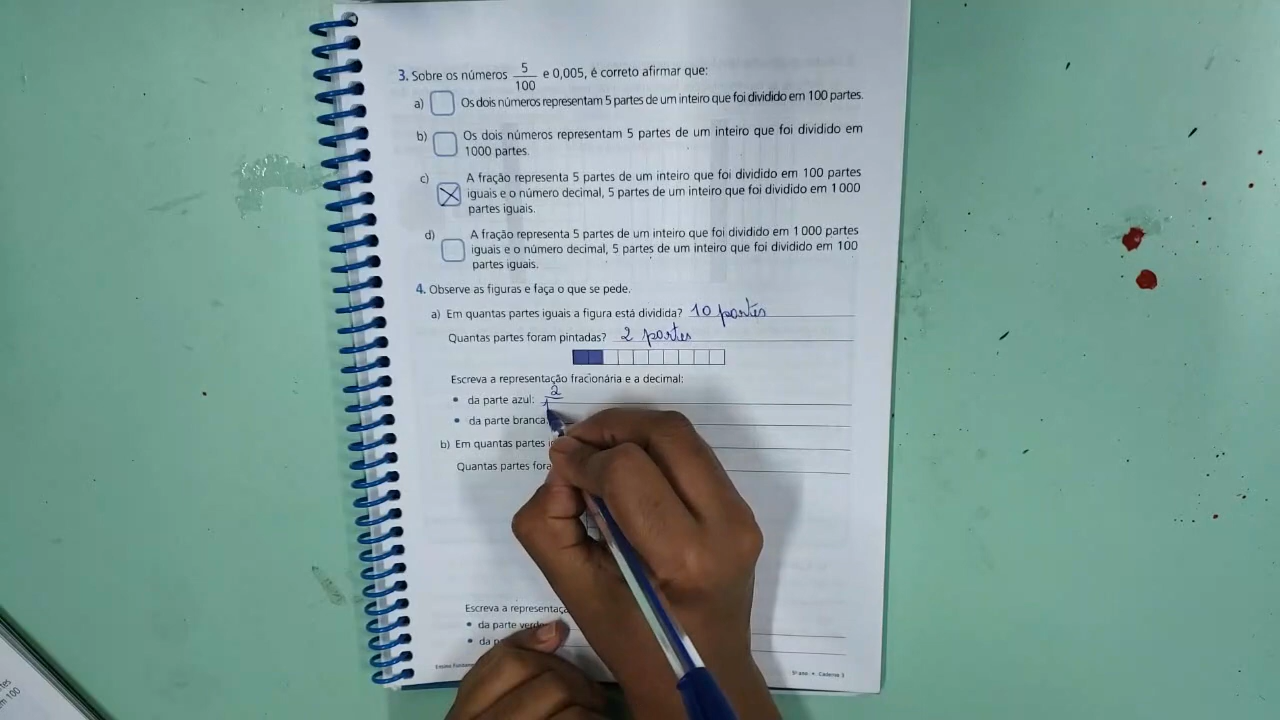 3. Sobre os números 5/100 e 0,005, é correto afirmar que:
a) Os dois números representam 5 partes de um inteiro que foi dividido em 100 partes.
b) Os dois números representam 5 partes de um inteiro que foi dividido em
1000 partes.
c) A fração representa 5 partes de um inteiro que foi dividido em 100 partes
iguais e o número decimal, 5 partes de um inteiro que foi dividido em 1 000
partes iguais.
d) A fração representa 5 partes de um inteiro que foi dividido em 1 000 partes
iguais e o número decimal, 5 partes de um inteiro que foi dividido em 100
partes iguais.
4. Observe as figuras e faça o que se pede.
a) Em quantas partes iguais a figura está dividida? 10 partes
Quantas partes foram pintadas? 2 partes
Escreva a representação fracionária e a decimal:
• da parte azul: 2
• da parte branca
b) Em quantas partes
Quantas partes
Escreva a
• da parte
• da
5º ano • Caderno 3
m 100